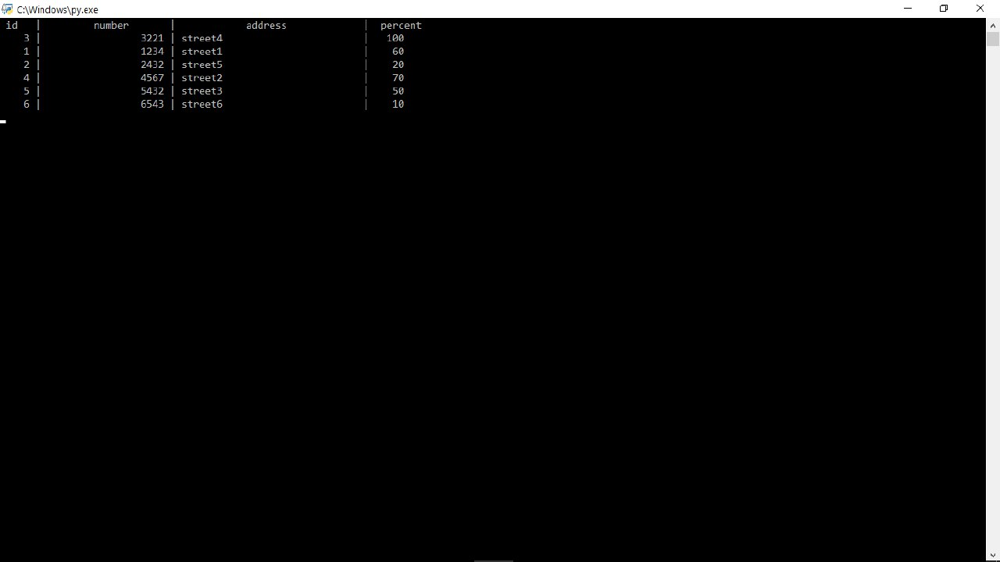 C:\Windows\py.exe
id | number | address | percent
3 | 3221 | street4 | 100
1 | 1234 | street1 | 60
2 | 2432 | street5 | 20
4 | 4567 | street2 | 70
5 | 5432 | street3 | 50
6 | 6543 | street6 | 10